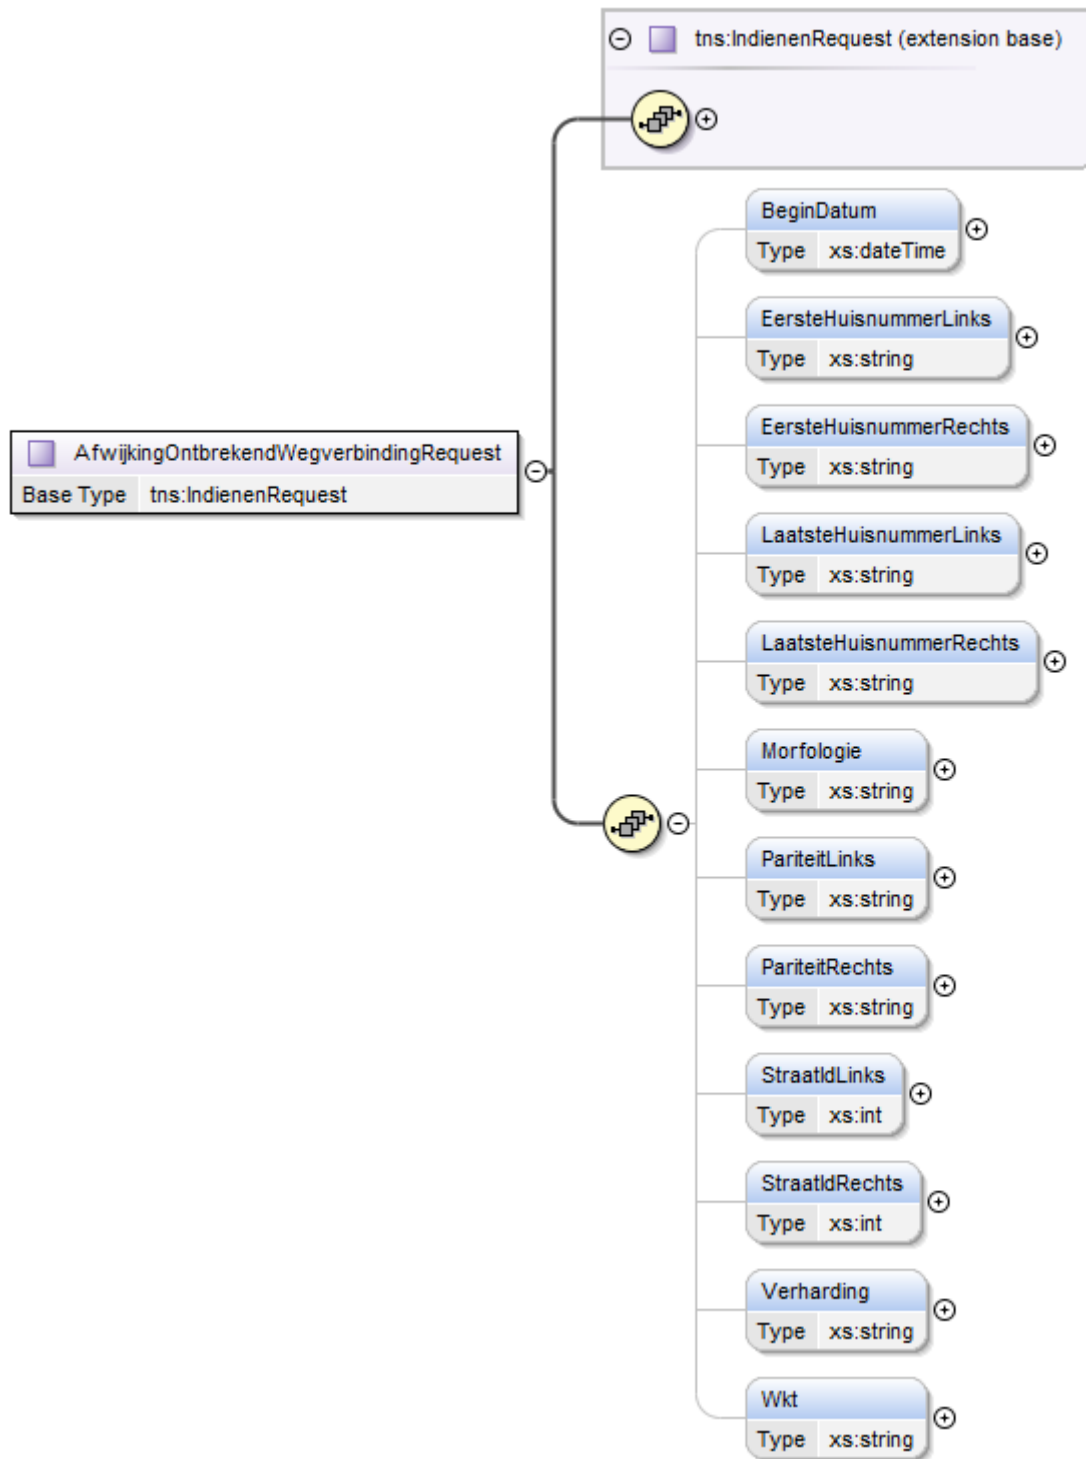 tns:IndienenRequest (extension base)
BeginDatum
Type xs:dateTime
EersteHuisnummerLinks
Type xs:string
EersteHuisnummerRechts
Type xs:string
AfwijkingOntbrekendWegverbindingRequest
Base Type tns:IndienenRequest
LaatsteHuisnummerLinks
Type xs:string
LaatsteHuisnummerRechts
Type xs:string
Morfologie
Type xs:string
PariteitLinks
Type xs:string
PariteitRechts
Type xs:string
StraatIdLinks
Type xs:int
StraatIdRechts
Type xs:int
Verharding
Type xs:string
Wkt
Type xs:string